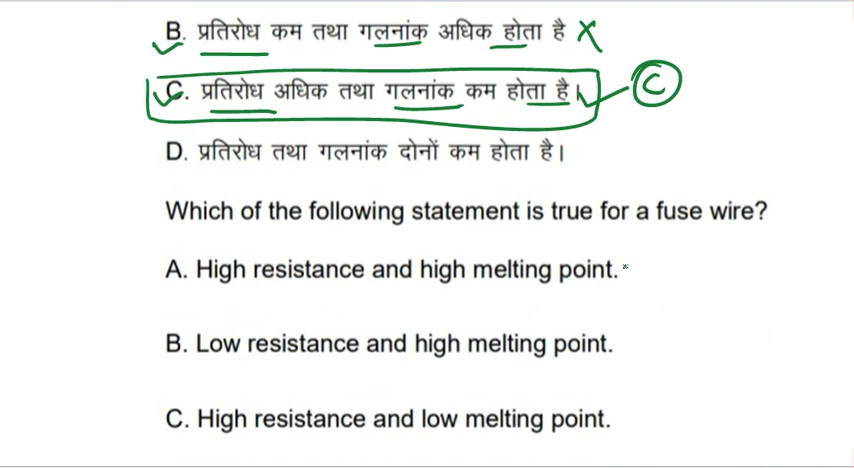 B. प्रतिरोध कम तथा गलनांक अधिक होता है X
C. प्रतिरोध अधिक तथा गलनांक कम होता है। C
D. प्रतिरोध तथा गलनांक दोनों कम होता है।
Which of the following statement is true for a fuse wire?
A. High resistance and high melting point.
B. Low resistance and high melting point.
C. High resistance and low melting point.